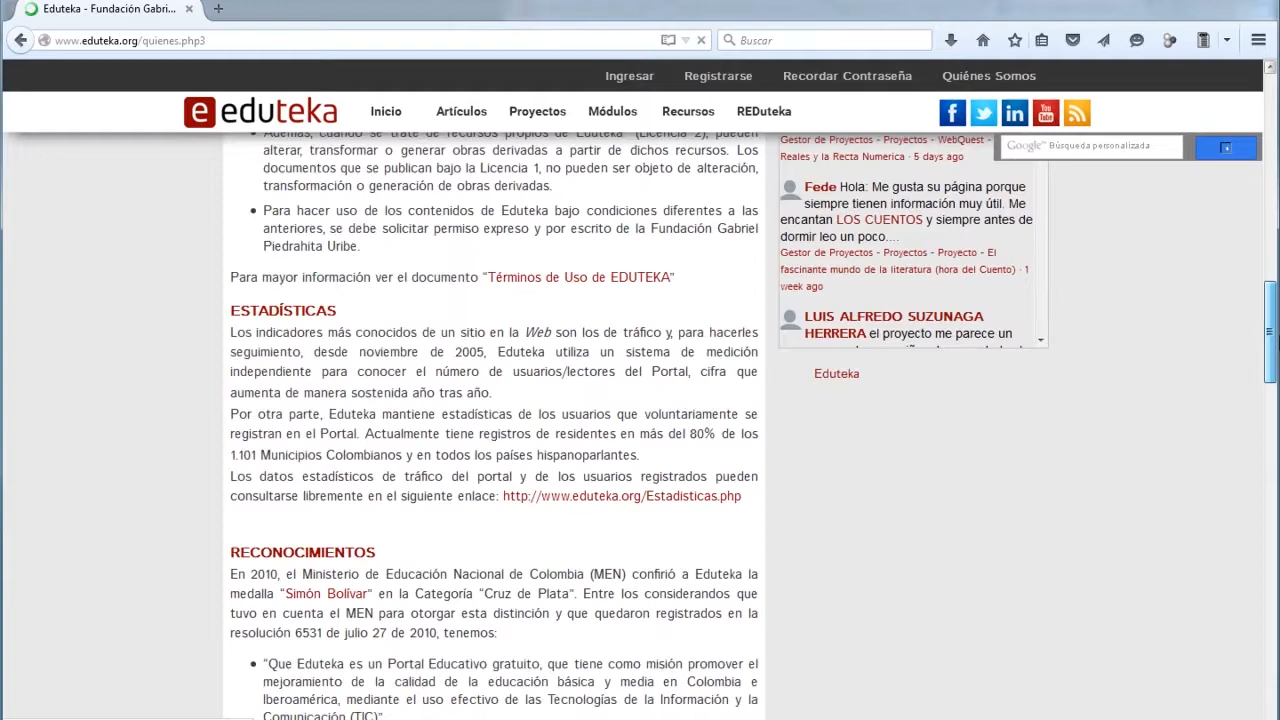 Eduteka - Fundación Gabri...
www.eduteka.org/quienes.php3
Buscar
Ingresar Registrarse Recordar Contraseña Quiénes Somos
eduteka
Inicio Artículos Proyectos Módulos Recursos REDuteka
Además, cuando se trate de recursos propios de Eduteka (Licencia 2), pueden
alterar, transformar o generar obras derivadas a partir de dichos recursos. Los
documentos que se publican bajo la Licencia 1, no pueden ser objeto de alteración,
transformación o generación de obras derivadas.
• Para hacer uso de los contenidos de Eduteka bajo condiciones diferentes a las
anteriores, se debe solicitar permiso expreso y por escrito de la Fundación Gabriel
Piedrahita Uribe.
Para mayor información ver el documento "Términos de Uso de EDUTEKA"
ESTADÍSTICAS
Los indicadores más conocidos de un sitio en la Web son los de tráfico y, para hacerles
seguimiento, desde noviembre de 2005, Eduteka utiliza un sistema de medición
independiente para conocer el número de usuarios/lectores del Portal, cifra que
aumenta de manera sostenida año tras año.
Por otra parte, Eduteka mantiene estadísticas de los usuarios que voluntariamente se
registran en el Portal. Actualmente tiene registros de residentes en más del 80% de los
1.101 Municipios Colombianos y en todos los países hispanoparlantes.
Los datos estadísticos de tráfico del portal y de los usuarios registrados pueden
consultarse libremente en el siguiente enlace: http://www.eduteka.org/Estadisticas.php
RECONOCIMIENTOS
En 2010, el Ministerio de Educación Nacional de Colombia (MEN) confirió a Eduteka la
medalla "Simón Bolívar" en la Categoría "Cruz de Plata". Entre los considerandos que
tuvo en cuenta el MEN para otorgar esta distinción y que quedaron registrados en la
resolución 6531 de julio 27 de 2010, tenemos:
• "Que Eduteka es un Portal Educativo gratuito, que tiene como misión promover el
mejoramiento de la calidad de la educación básica y media en Colombia e
Iberoamérica, mediante el uso efectivo de las Tecnologías de la Información y la
Comunicación (TIC)"
Google Búsqueda personalizada
Gestor de Proyectos - Proyectos - WebQuest -
Reales y la Recta Numerica · 5 days ago
Fede Hola: Me gusta su página porque
siempre tienen información muy útil. Me
encantan LOS CUENTOS y siempre antes de
dormir leo un poco....
Gestor de Proyectos - Proyectos - Proyecto - El
fascinante mundo de la literatura (hora del Cuento) · 1
week ago
LUIS ALFREDO SUZUNAGA
HERRERA el proyecto me parece un
Eduteka